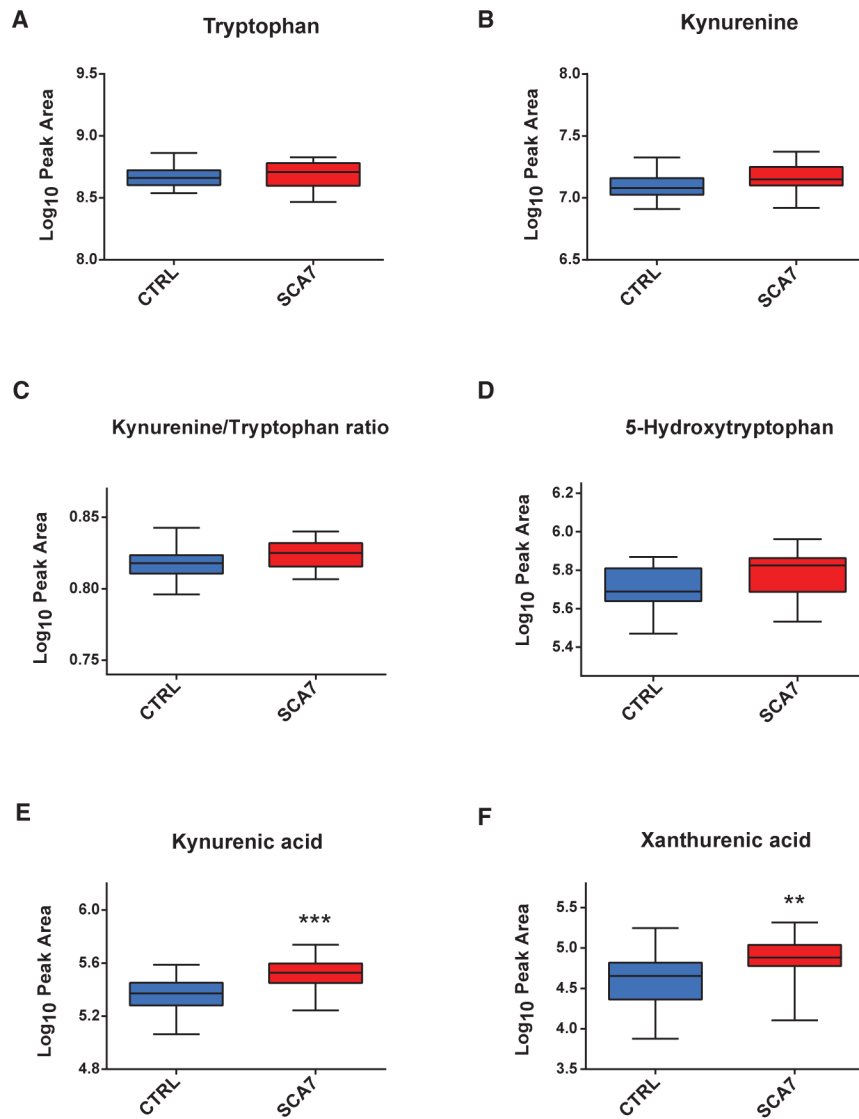 A
Tryptophan
Log10 Peak Area
9.5
9.0
8.5
8.0
CTRL
SCA7
B
Kynurenine
Log10 Peak Area
8.0
7.5
7.0
6.5
CTRL
SCA7
C
Kynurenine/Tryptophan ratio
Log10 Peak Area
0.85
0.80
0.75
CTRL
SCA7
D
5-Hydroxytryptophan
Log10 Peak Area
6.2
6.0
5.8
5.6
5.4
CTRL
SCA7
E
Kynurenic acid
Log10 Peak Area
6.0
5.6
5.2
4.8
***
CTRL
SCA7
F
Xanthurenic acid
Log10 Peak Area
5.5
5.0
4.5
4.0
3.5
**
CTRL
SCA7